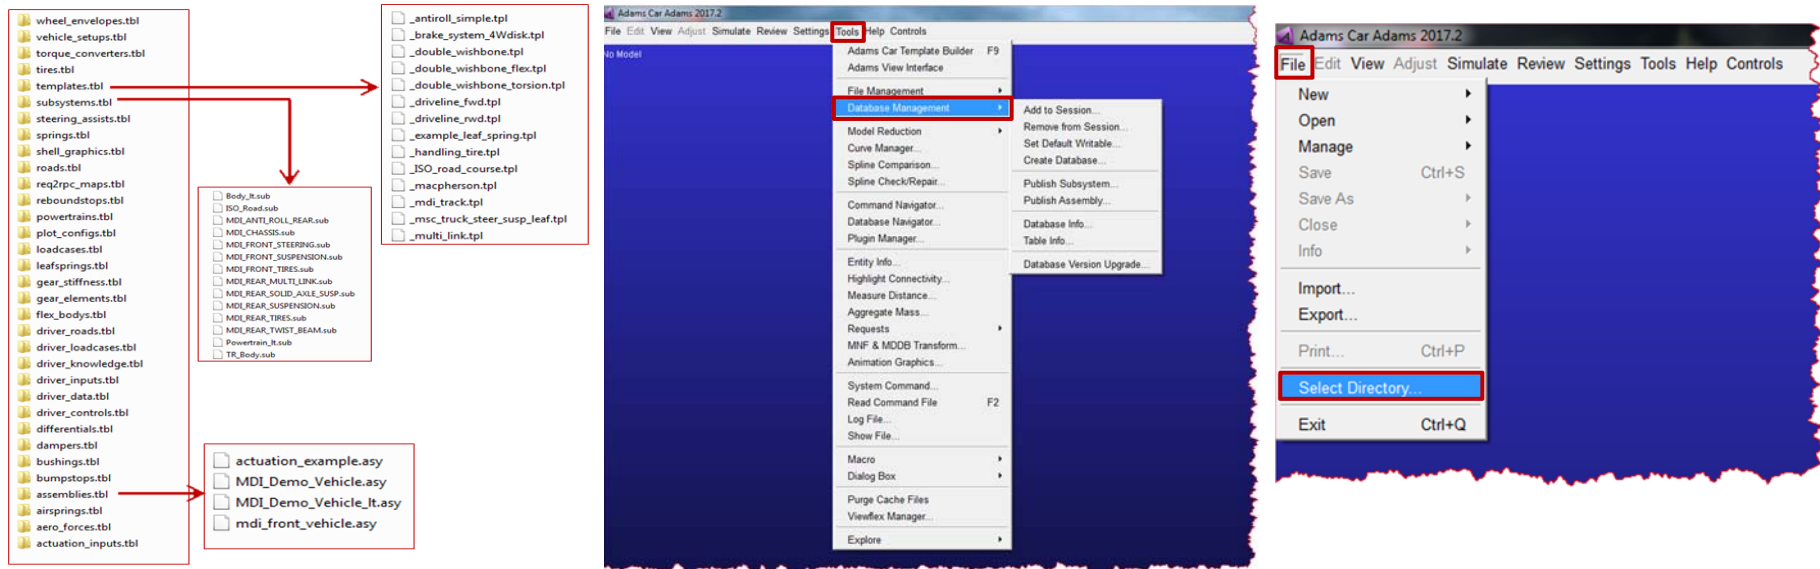 wheel_envelopes.tbl
vehicle_setups.tbl
torque_converters.tbl
tires.tbl
templates.tbl
subsystems.tbl
steering_assists.tbl
springs.tbl
shell_graphics.tbl
roads.tbl
req2rpc_maps.tbl
reboundstops.tbl
powertrains.tbl
plot_configs.tbl
loadcases.tbl
leafsprings.tbl
gear_stiffness.tbl
gear_elements.tbl
flex_bodys.tbl
driver_roads.tbl
driver_loadcases.tbl
driver_knowledge.tbl
driver_inputs.tbl
driver_data.tbl
driver_controls.tbl
differentials.tbl
dampers.tbl
bushings.tbl
bumpstops.tbl
assemblies.tbl
airsprings.tbl
aero_forces.tbl
actuation_inputs.tbl
_antiroll_simple.tpl
_brake_system_4Wdisk.tpl
_double_wishbone.tpl
_double_wishbone_flex.tpl
_double_wishbone_torsion.tpl
_driveline_fwd.tpl
_driveline_rwd.tpl
_example_leaf_spring.tpl
_handling_tire.tpl
_ISO_road_course.tpl
_macpherson.tpl
_mdi_track.tpl
_msc_truck_steer_susp_leaf.tpl
_multi_link.tpl
Body_lt.sub
ISO_Road.sub
MDI_ANTI_ROLL_REAR.sub
MDI_CHASSIS.sub
MDI_FRONT_STEERING.sub
MDI_FRONT_SUSPENSION.sub
MDI_FRONT_TIRES.sub
MDI_REAR_MULTI_LINK.sub
MDI_REAR_SOLID_AXLE_SUSP.sub
MDI_REAR_SUSPENSION.sub
MDI_REAR_TIRES.sub
MDI_REAR_TWIST_BEAM.sub
Powertrain_lt.sub
TR_Body.sub
actuation_example.asy
MDI_Demo_Vehicle.asy
MDI_Demo_Vehicle_lt.asy
mdi_front_vehicle.asy
Adams Car Adams 2017.2
File Edit View Adjust Simulate Review Settings Tools Help Controls
No Model
Adams Car Template Builder F9
Adams View Interface
File Management
Database Management
Model Reduction
Curve Manager...
Spline Comparison...
Spline Check/Repair...
Command Navigator...
Database Navigator...
Plugin Manager...
Entity Info...
Highlight Connectivity...
Measure Distance...
Aggregate Mass...
Requests
MNF & MDDB Transform...
Animation Graphics...
System Command...
Read Command File F2
Log File...
Show File...
Macro
Dialog Box
Purge Cache Files
Viewflex Manager...
Explore
Add to Session...
Remove from Session...
Set Default Writable...
Create Database...
Publish Subsystem...
Publish Assembly...
Database Info...
Table Info...
Database Version Upgrade...
Adams Car Adams 2017.2
File Edit View Adjust Simulate Review Settings Tools Help Controls
New
Open
Manage
Save Ctrl+S
Save As
Close
Info
Import...
Export...
Print... Ctrl+P
Select Directory...
Exit Ctrl+Q